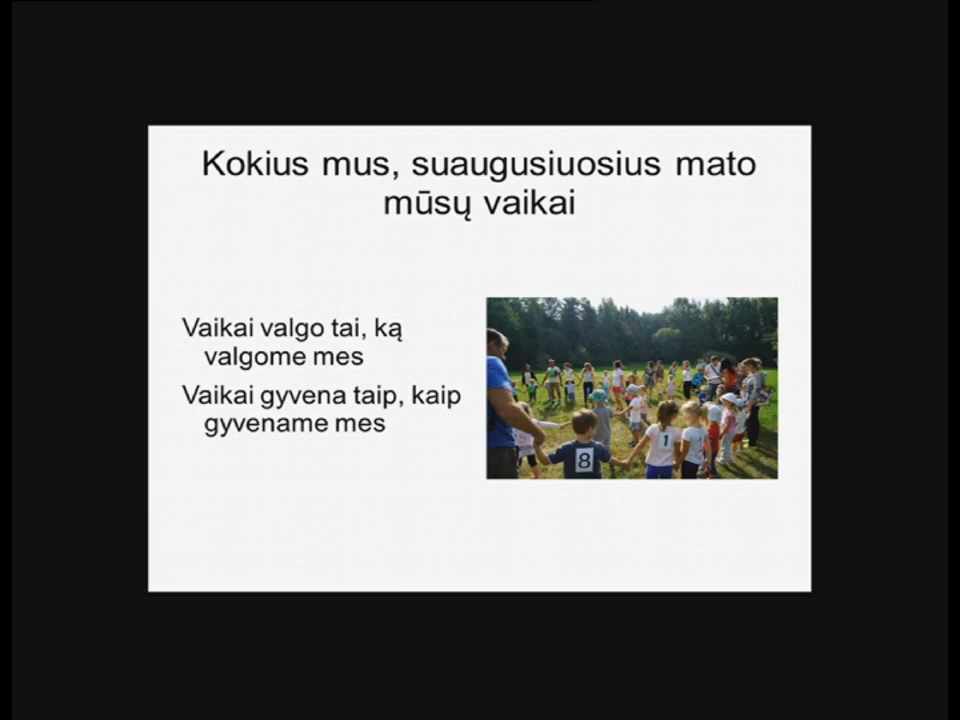 Kokius mus, suaugusiuosius mato
mūsų vaikai
Vaikai valgo tai, ką
valgome mes
Vaikai gyvena taip, kaip
gyvename mes
8
1